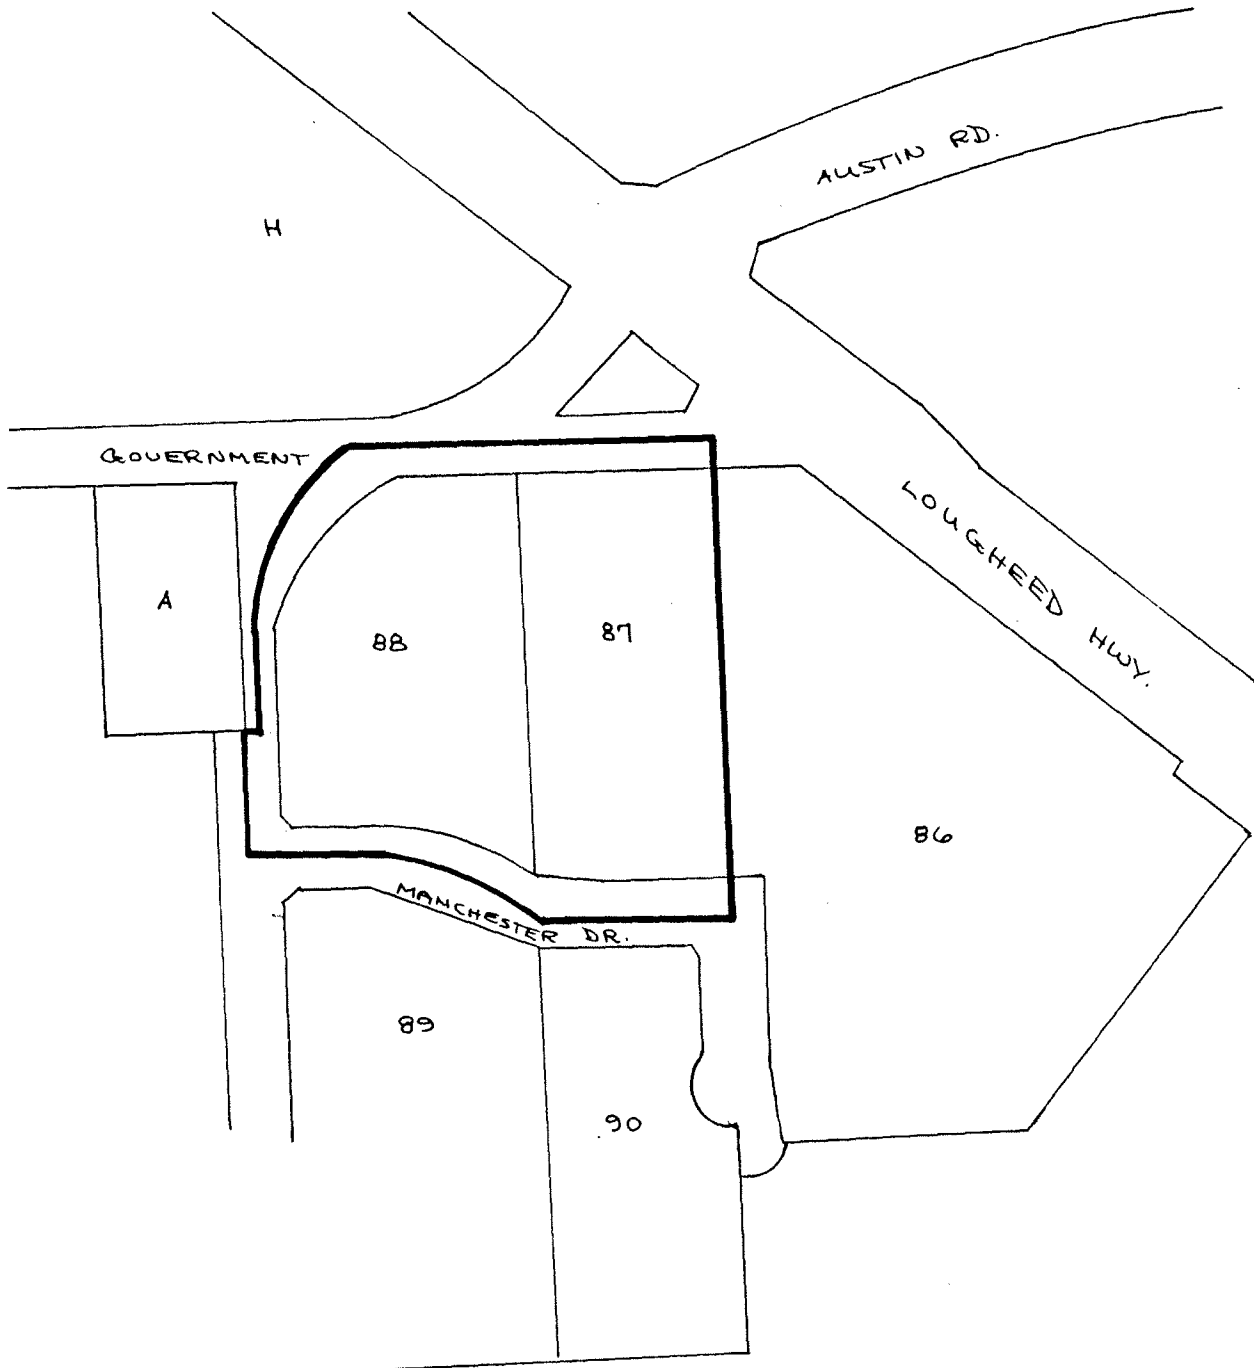 AUSTIN RD.
H
GOVERNMENT
LOUGHEED HWY.
A
88
87
86
MANCHESTER DR.
89
90